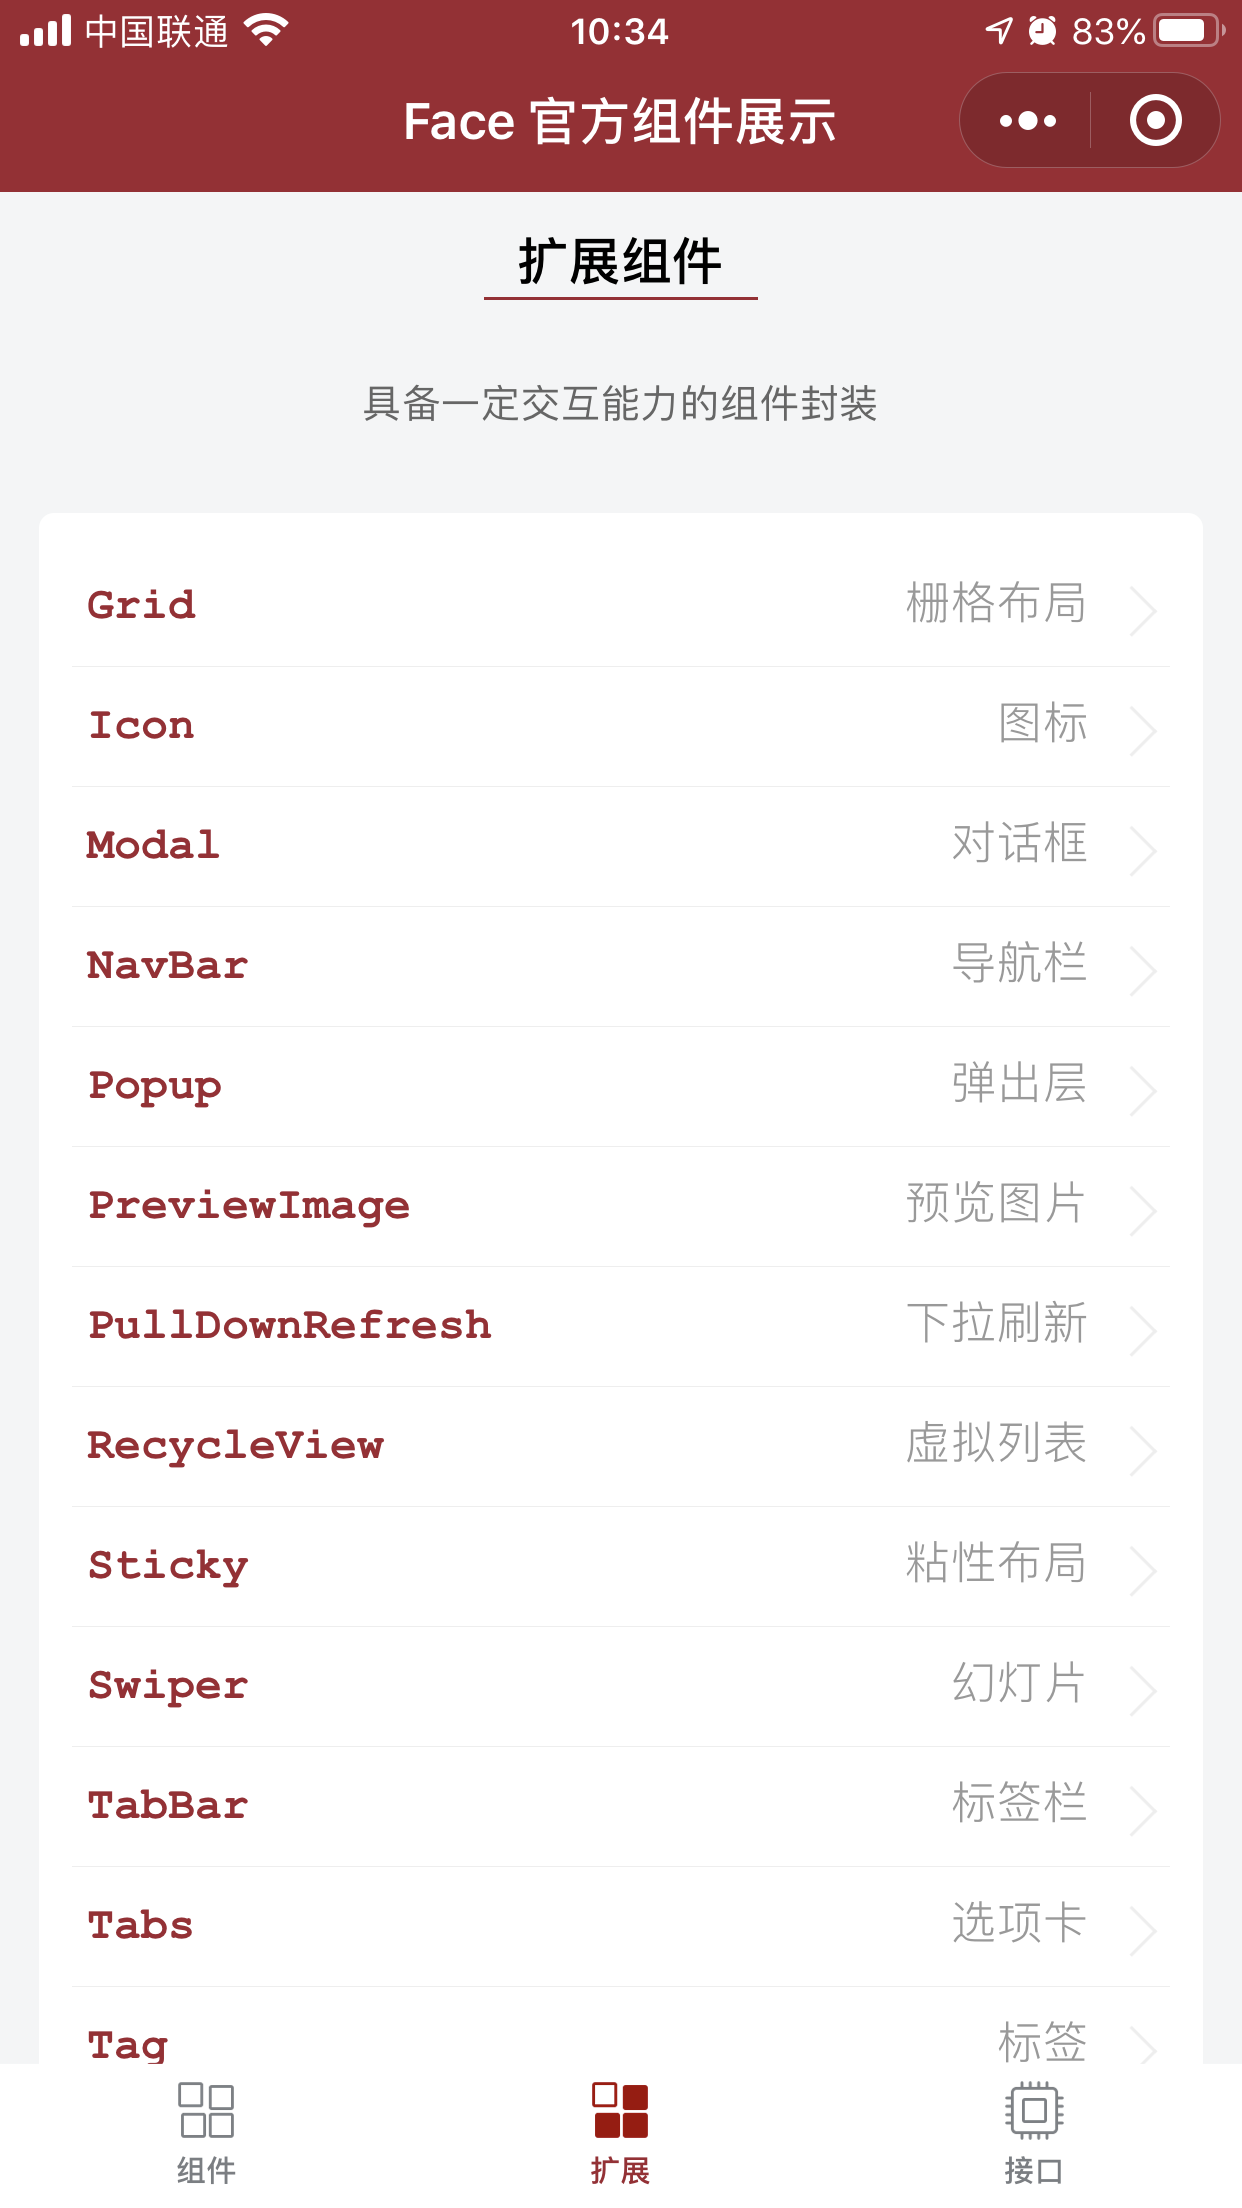 中国联通
10:34
83%
Face 官方组件展示
扩展组件
具备一定交互能力的组件封装
Grid 栅格布局
Icon 图标
Modal 对话框
NavBar 导航栏
Popup 弹出层
PreviewImage 预览图片
PullDownRefresh 下拉刷新
RecycleView 虚拟列表
Sticky 粘性布局
Swiper 幻灯片
TabBar 标签栏
Tabs 选项卡
Tag 标签
组件
扩展
接口